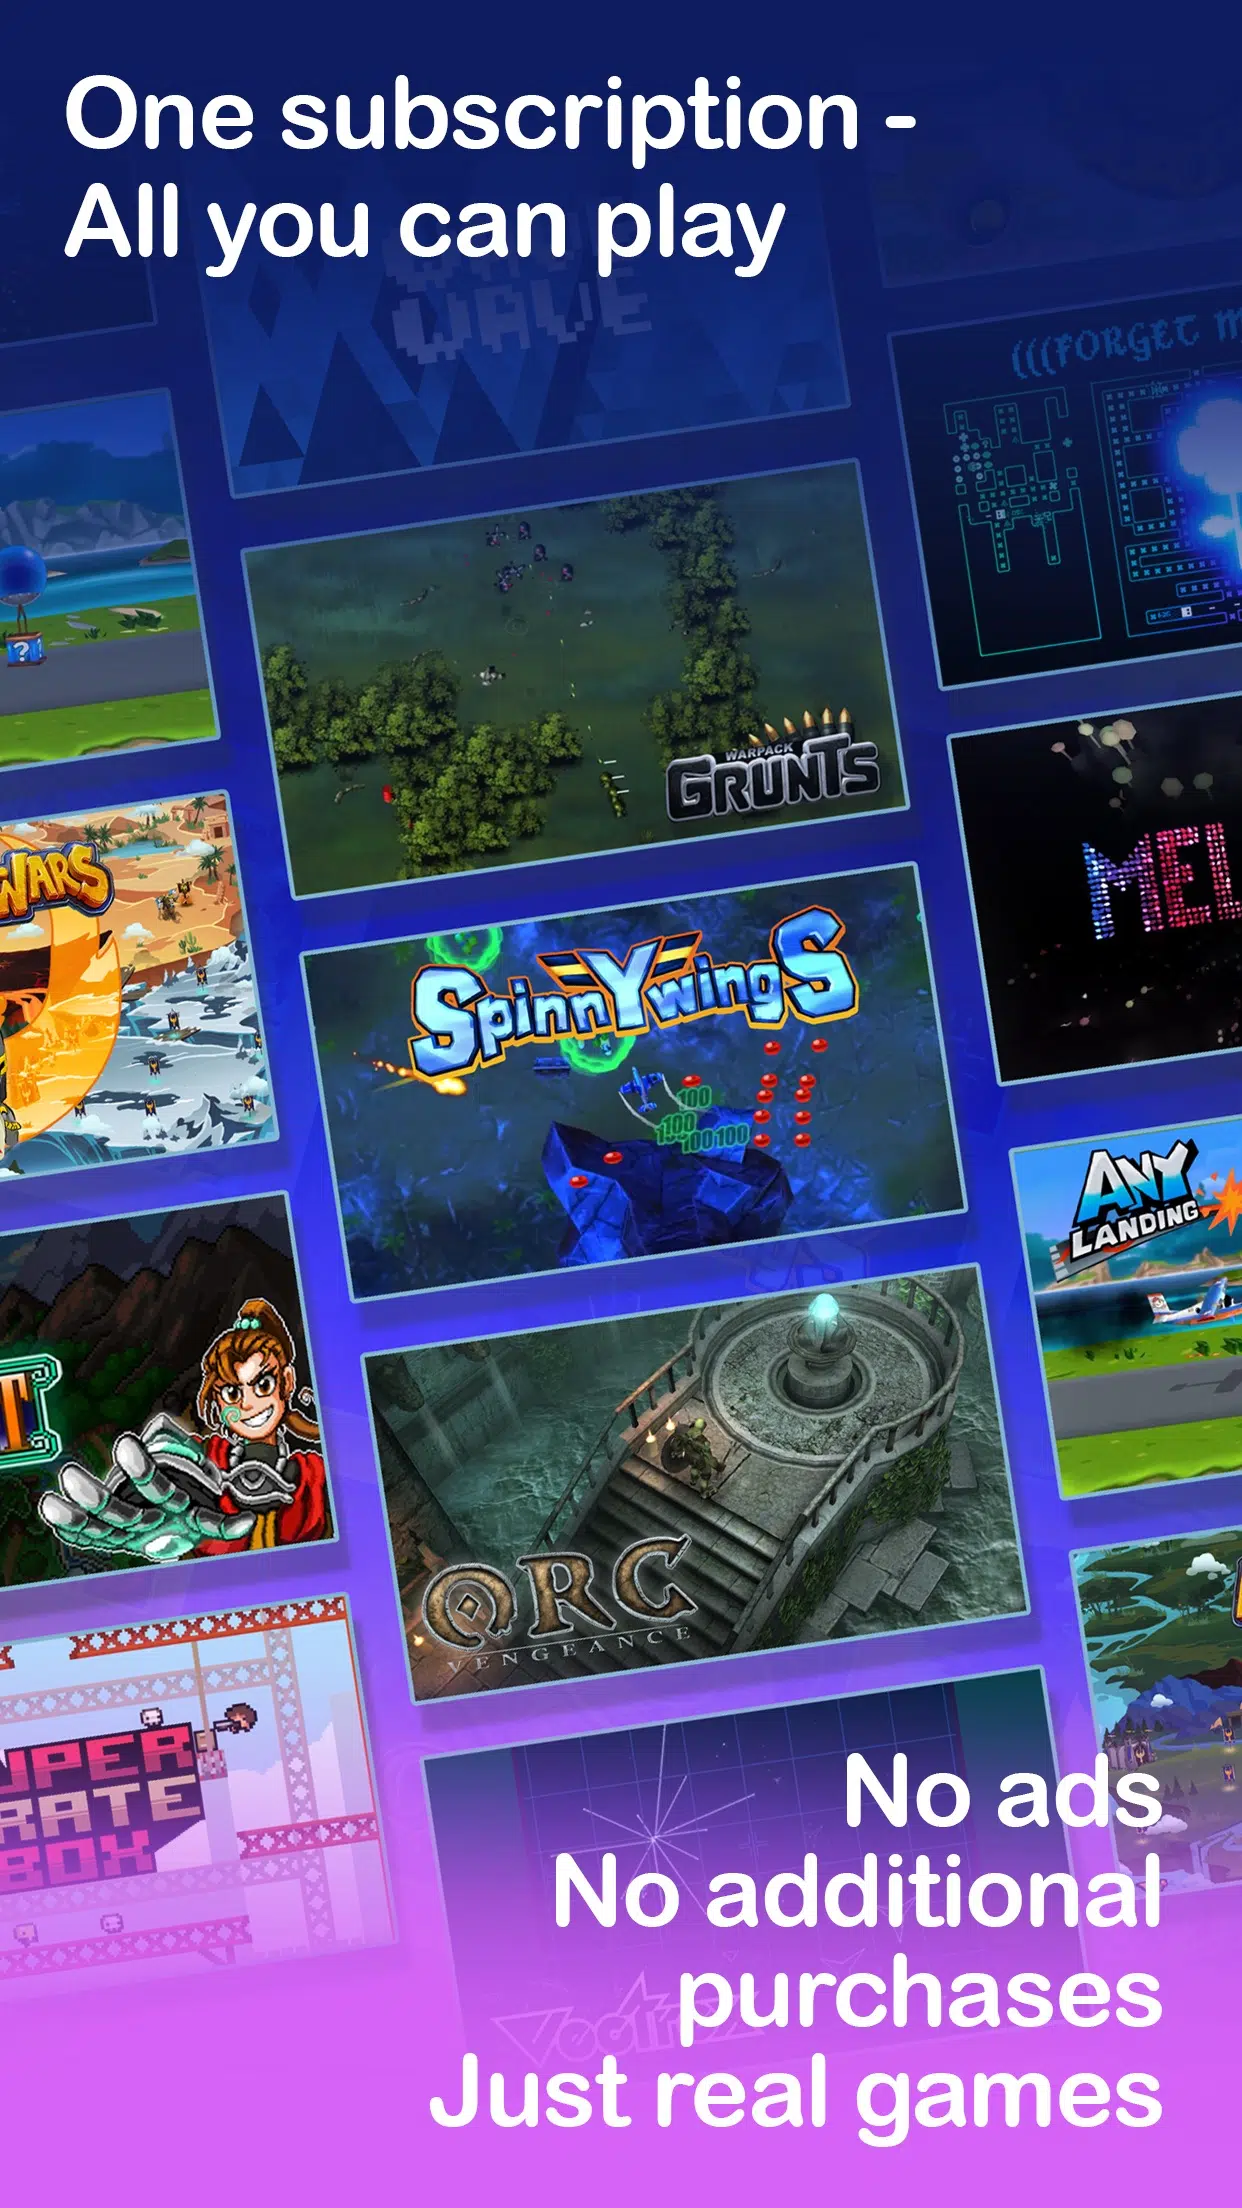 One subscription -
All you can play
WAVE
(((FORGET M
?
WARPACK
GRUNTS
WARS
MEL
SpinnYwingS
100
100
100 100
ANY
LANDING
T
ORC
VENGEANCE
UPER
RATE
BOX
No ads
No additional
purchases
Just real games